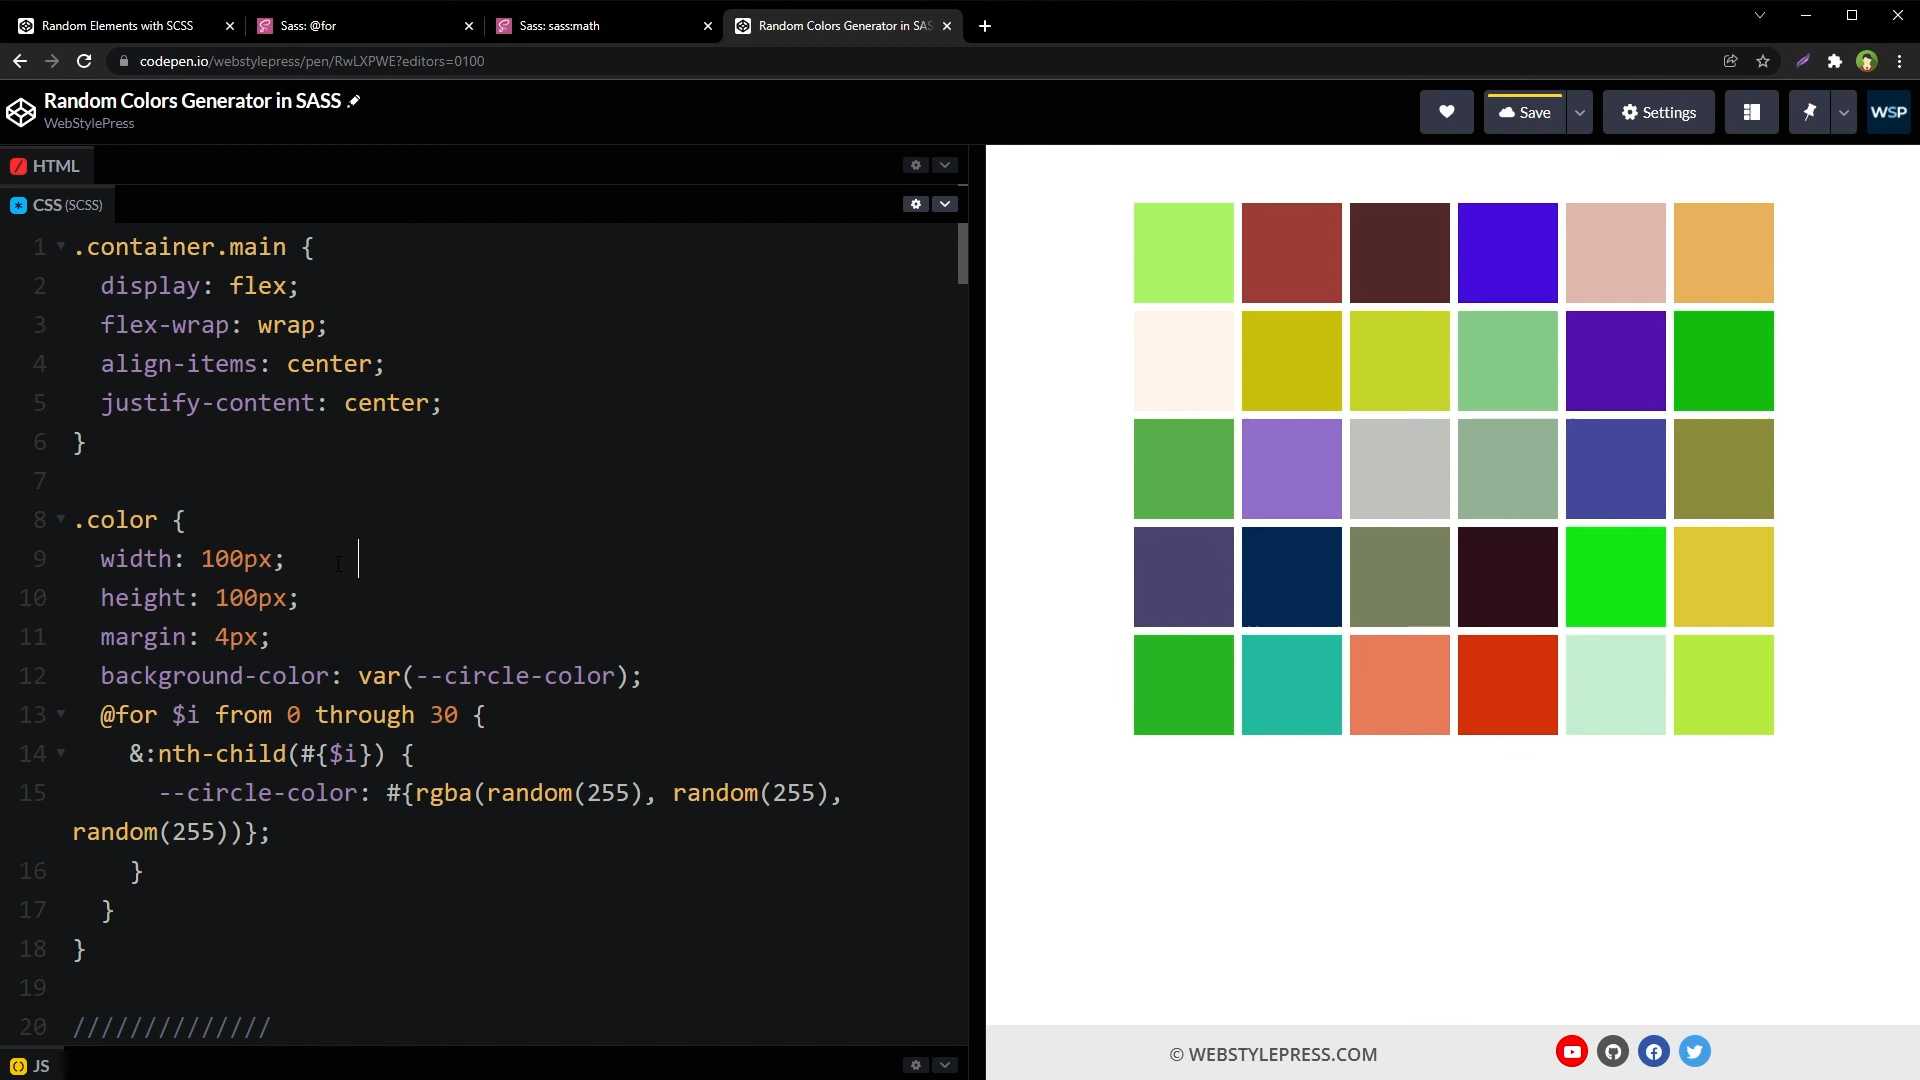 Random Elements with SCSS
Sass: @for
Sass: sass:math
Random Colors Generator in SAS
codepen.io/webstylepress/pen/RwLXPWE?editors=0100
Random Colors Generator in SASS
WebStylePress
Save
Settings
WSP
HTML
CSS (SCSS)
1 .container.main {
2 display: flex;
3 flex-wrap: wrap;
4 align-items: center;
5 justify-content: center;
6 }
7
8 .color {
9 width: 100px;
10 height: 100px;
11 margin: 4px;
12 background-color: var(--circle-color);
13 @for $i from 0 through 30 {
14 &:nth-child(#{$i}) {
15 --circle-color: #{rgba(random(255), random(255),
random(255))};
16 }
17 }
18 }
19
20 //////////////
JS
© WEBSTYLEPRESS.COM